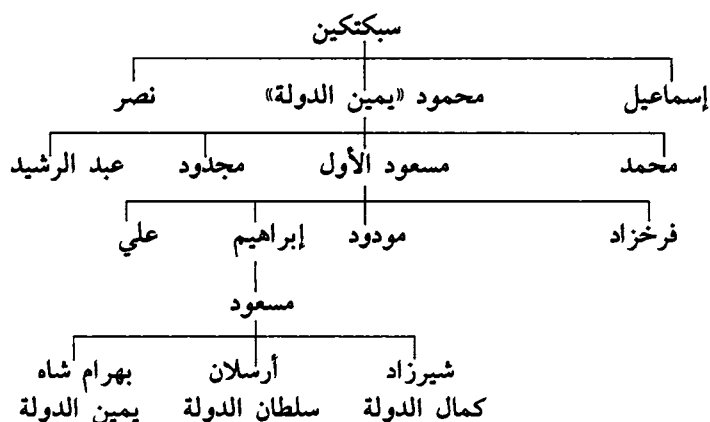 سبكتكين
إسماعيل محمود «يمين الدولة» نصر
محمد مسعود الأول مجدود عبد الرشيد
فرخزاد مودود إبراهيم علي
مسعود
شيرزاد أرسلان بهرام شاه
كمال الدولة سلطان الدولة يمين الدولة